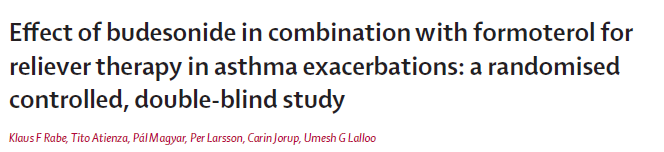 Effect of budesonide in combination with formoterol for
reliever therapy in asthma exacerbations: a randomised
controlled, double-blind study
Klaus F Rabe, Tito Atienza, Pál Magyar, Per Larsson, Carin Jorup, Umesh G Lalloo